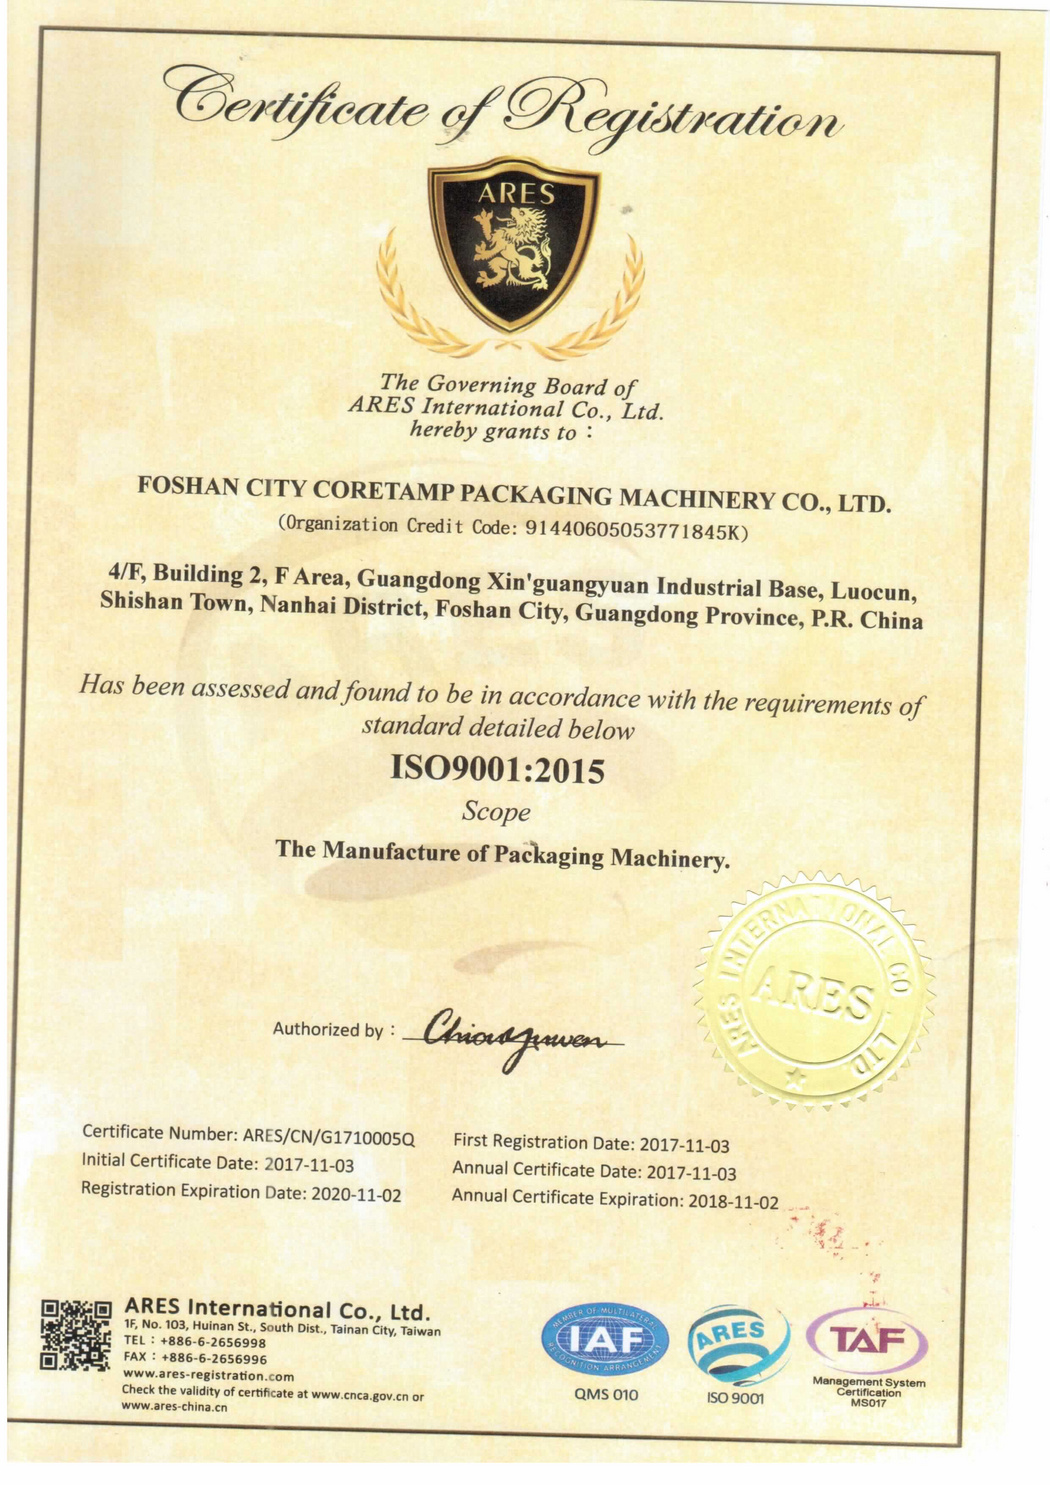 Certificate of Registration
ARES
The Governing Board of
ARES International Co., Ltd.
hereby grants to :
FOSHAN CITY CORETAMP PACKAGING MACHINERY CO., LTD.
(Organization Credit Code: 91440605053771845K)
4/F, Building 2, F Area, Guangdong Xin'guangyuan Industrial Base, Luocun,
Shishan Town, Nanhai District, Foshan City, Guangdong Province, P.R. China
Has been assessed and found to be in accordance with the requirements of
standard detailed below
ISO9001:2015
Scope
The Manufacture of Packaging Machinery.
ARES INTERNATIONAL CO. LTD
ARES
Authorized by :
Certificate Number: ARES/CN/G1710005Q
Initial Certificate Date: 2017-11-03
Registration Expiration Date: 2020-11-02
First Registration Date: 2017-11-03
Annual Certificate Date: 2017-11-03
Annual Certificate Expiration: 2018-11-02
ARES International Co., Ltd.
1F, No. 103, Huinan St., South Dist., Tainan City, Taiwan
TEL : +886-6-2656998
FAX : +886-6-2656996
www.ares-registration.com
Check the validity of certificate at www.cnca.gov.cn or
www.ares-china.cn
MEMBER OF MULTILATERAL
IAF
RECOGNITION ARRANGEMENT
QMS 010
ARES
ISO 9001
TAF
Management System
Certification
MS017